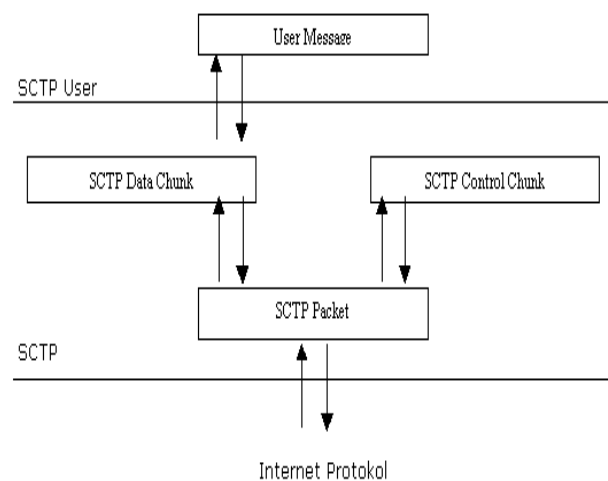 User Message
SCTP User
SCTP Data Chunk
SCTP Control Chunk
SCTP Packet
SCTP
Internet Protokol